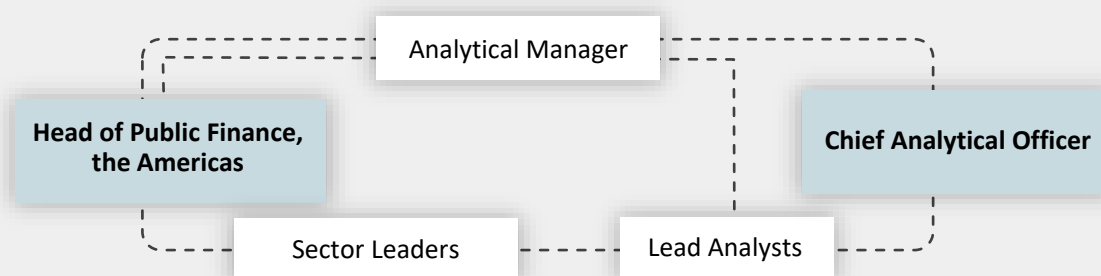 Analytical Manager
Head of Public Finance,
the Americas
Chief Analytical Officer
Sector Leaders
Lead Analysts